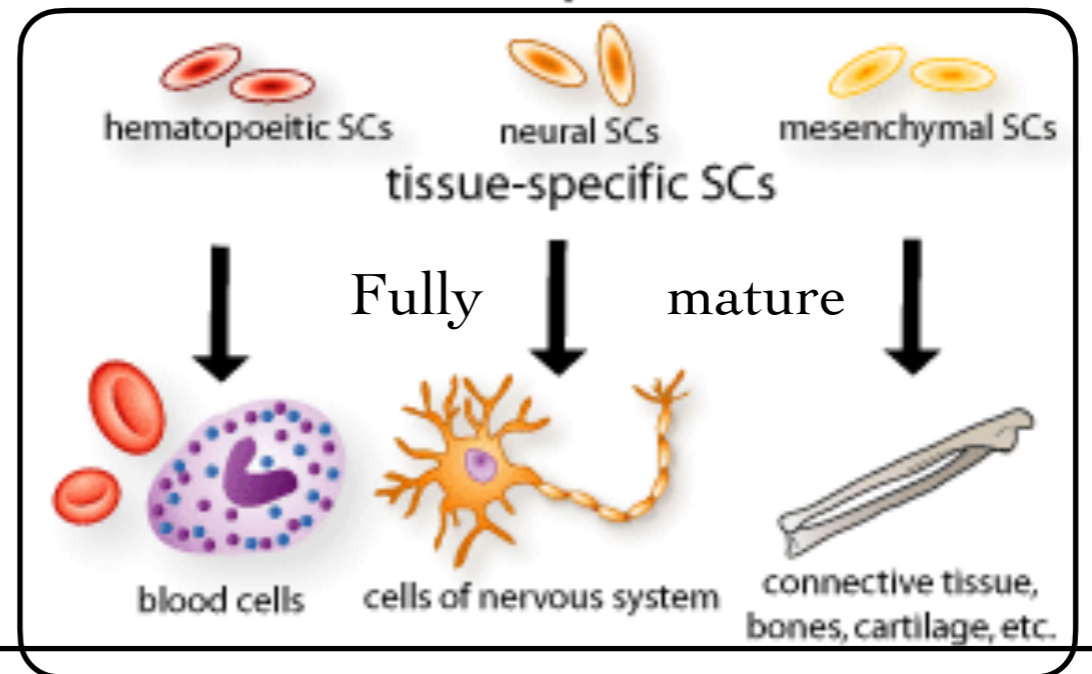 hematopoeitic SCs
neural SCs
mesenchymal SCs
tissue-specific SCs
Fully mature
blood cells
cells of nervous system
connective tissue,
bones, cartilage, etc.